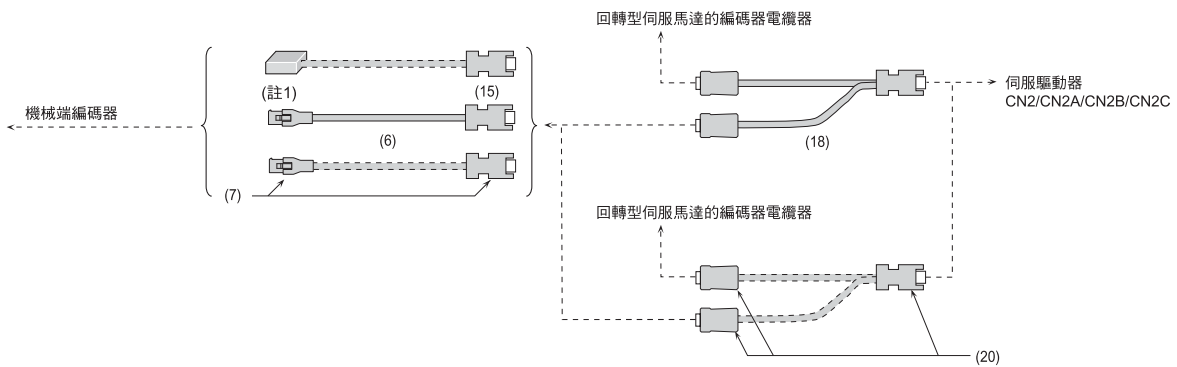 回轉型伺服馬達的編碼器電纜器
伺服驅動器
CN2/CN2A/CN2B/CN2C
(註1)
(15)
機械端編碼器
(6)
(18)
(7)
回轉型伺服馬達的編碼器電纜器
(20)